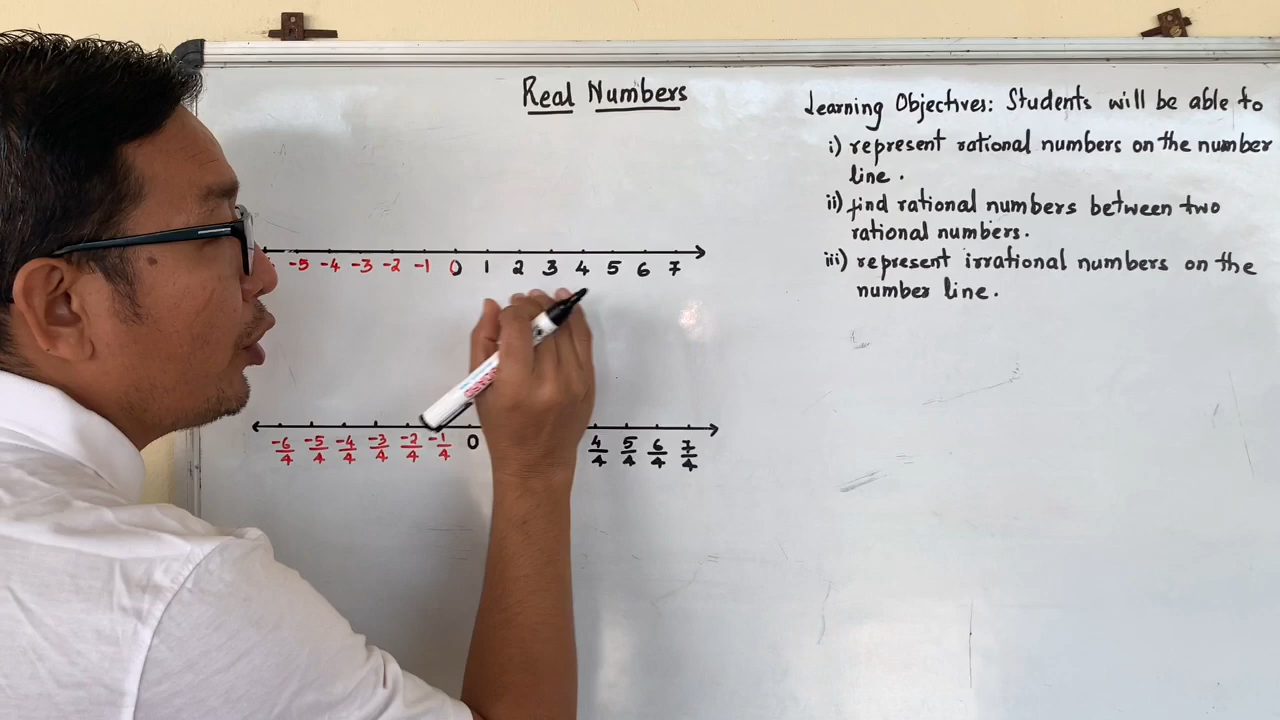 Real Numbers
-5 -4 -3 -2 -1 0 1 2 3 4 5 6 7
-6/4 -5/4 -4/4 -3/4 -2/4 -1/4 0 4/4 5/4 6/4 7/4
Learning Objectives: Students will be able to
i) represent rational numbers on the number
line.
ii) find rational numbers between two
rational numbers.
iii) represent irrational numbers on the
number line.